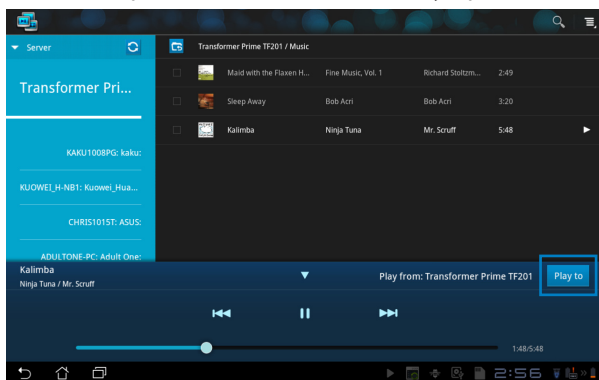 Server
Transformer Prime TF201 / Music
Transformer Pri...
Maid with the Flaxen H... Fine Music, Vol. 1 Richard Stoltzm... 2:49
Sleep Away Bob Acri Bob Acri 3:20
Kalimba Ninja Tuna Mr. Scruff 5:48
KAKU1008PG: kaku:
KUOWEI_H-NB1: Kuowei_Hua...
CHRIS1015T: ASUS:
ADULTONE-PC: Adult One:
Kalimba
Ninja Tuna / Mr. Scruff
Play from: Transformer Prime TF201
Play to
1:48/5:48
2:56